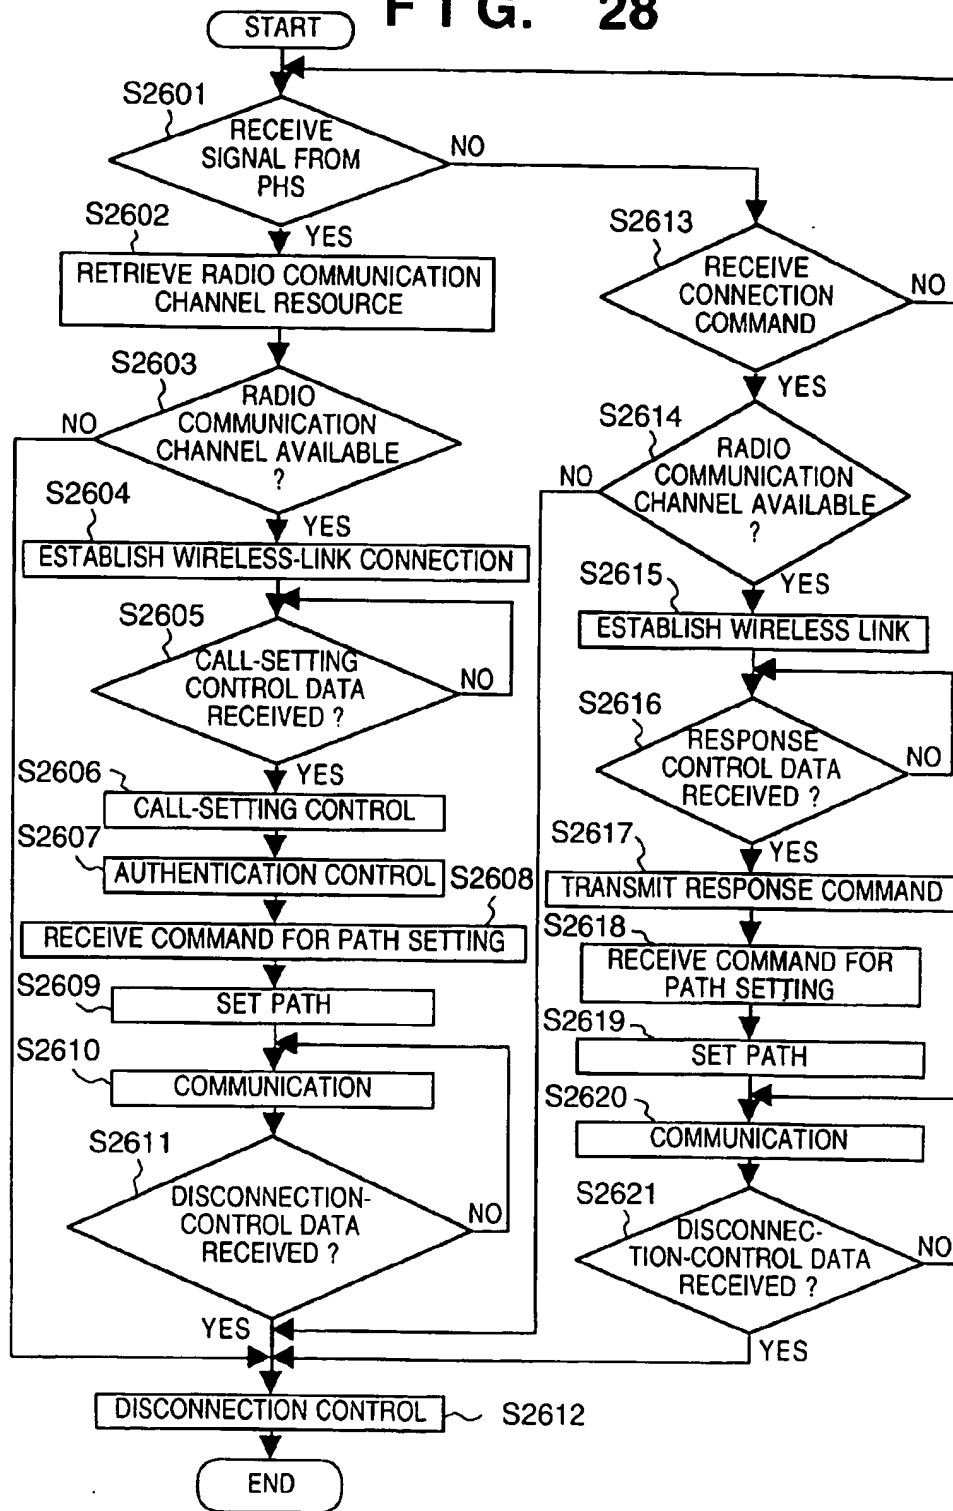 FIG. 28
START
S2601
RECEIVE
SIGNAL FROM
PHS
NO
YES
S2602
RETRIEVE RADIO COMMUNICATION
CHANNEL RESOURCE
S2603
RADIO
COMMUNICATION
CHANNEL AVAILABLE
?
NO
YES
S2604
ESTABLISH WIRELESS-LINK CONNECTION
S2605
CALL-SETTING
CONTROL DATA
RECEIVED ?
NO
YES
S2606
CALL-SETTING CONTROL
S2607
AUTHENTICATION CONTROL
S2608
RECEIVE COMMAND FOR PATH SETTING
S2609
SET PATH
S2610
COMMUNICATION
S2611
DISCONNECTION-
CONTROL DATA
RECEIVED ?
NO
YES
DISCONNECTION CONTROL
S2612
END
S2613
RECEIVE
CONNECTION
COMMAND
NO
YES
S2614
RADIO
COMMUNICATION
CHANNEL AVAILABLE
?
NO
YES
S2615
ESTABLISH WIRELESS LINK
S2616
RESPONSE
CONTROL DATA
RECEIVED ?
NO
YES
S2617
TRANSMIT RESPONSE COMMAND
S2618
RECEIVE COMMAND FOR
PATH SETTING
S2619
SET PATH
S2620
COMMUNICATION
S2621
DISCONNEC-
TION-CONTROL DATA
RECEIVED ?
NO
YES